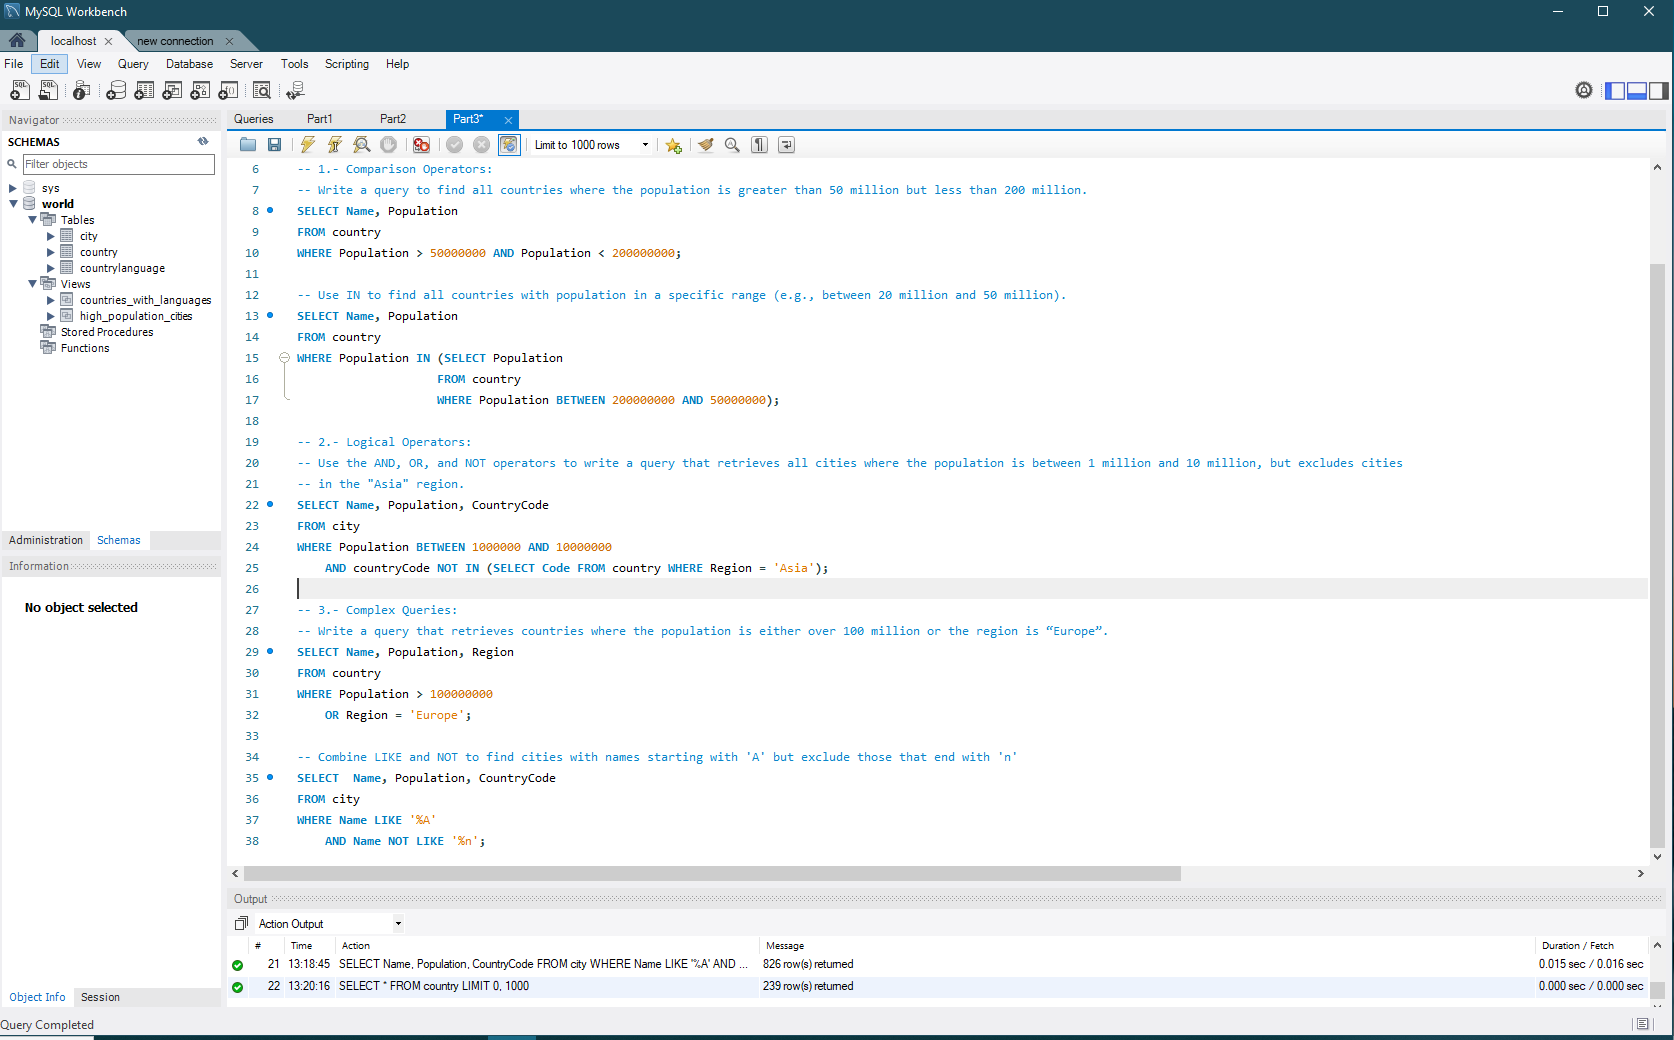 MySQL Workbench
localhost
new connection
File Edit View Query Database Server Tools Scripting Help
Navigator
SCHEMAS
Filter objects
sys
world
Tables
city
country
countrylanguage
Views
countries_with_languages
high_population_cities
Stored Procedures
Functions
Administration Schemas
Information
No object selected
Object Info Session
Query Completed
Queries Part1 Part2 Part3*
Limit to 1000 rows
6 -- 1.- Comparison Operators:
7 -- Write a query to find all countries where the population is greater than 50 million but less than 200 million.
8 SELECT Name, Population
9 FROM country
10 WHERE Population > 50000000 AND Population < 200000000;
11
12 -- Use IN to find all countries with population in a specific range (e.g., between 20 million and 50 million).
13 SELECT Name, Population
14 FROM country
15 WHERE Population IN (SELECT Population
16 FROM country
17 WHERE Population BETWEEN 200000000 AND 50000000);
18
19 -- 2.- Logical Operators:
20 -- Use the AND, OR, and NOT operators to write a query that retrieves all cities where the population is between 1 million and 10 million, but excludes cities
21 -- in the "Asia" region.
22 SELECT Name, Population, CountryCode
23 FROM city
24 WHERE Population BETWEEN 1000000 AND 10000000
25 AND countryCode NOT IN (SELECT Code FROM country WHERE Region = 'Asia');
26
27 -- 3.- Complex Queries:
28 -- Write a query that retrieves countries where the population is either over 100 million or the region is “Europe”.
29 SELECT Name, Population, Region
30 FROM country
31 WHERE Population > 100000000
32 OR Region = 'Europe';
33
34 -- Combine LIKE and NOT to find cities with names starting with 'A' but exclude those that end with 'n'
35 SELECT  Name, Population, CountryCode
36 FROM city
37 WHERE Name LIKE '%A'
38 AND Name NOT LIKE '%n';
Output
Action Output
# Time Action Message Duration / Fetch
21 13:18:45 SELECT Name, Population, CountryCode FROM city WHERE Name LIKE '%A' AND ... 826 row(s) returned 0.015 sec / 0.016 sec
22 13:20:16 SELECT * FROM country LIMIT 0, 1000 239 row(s) returned 0.000 sec / 0.000 sec